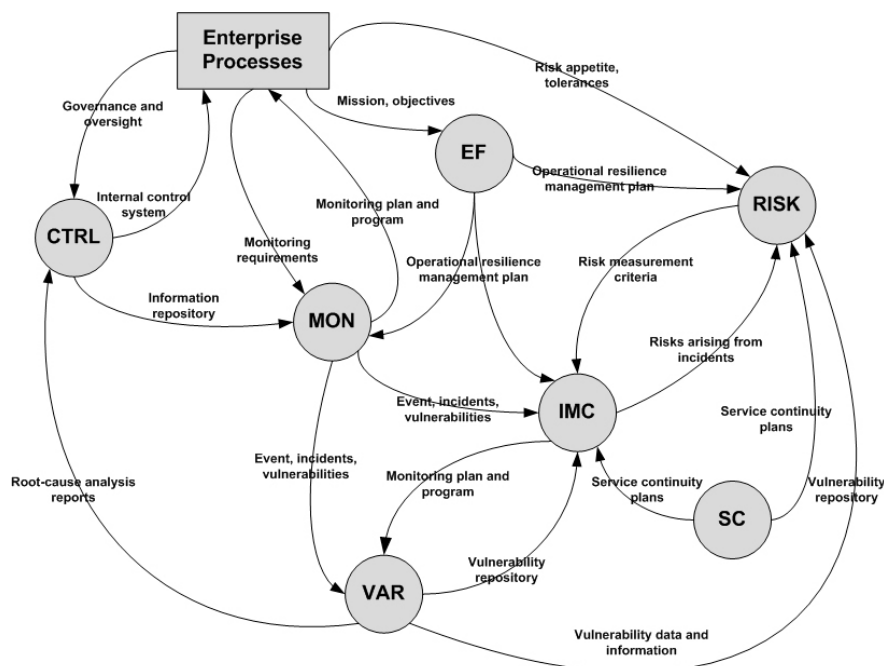 Enterprise
Processes
Risk appetite,
tolerances
Governance and
oversight
Mission, objectives
EF
Operational resilience
management plan
Internal control
system
Monitoring plan and
program
RISK
CTRL
Monitoring
requirements
Operational resilience
management plan
Risk measurement
criteria
Information
repository
MON
Risks arising from
incidents
Event, incidents,
vulnerabilities
IMC
Service continuity
plans
Event, incidents,
vulnerabilities
Monitoring plan and
program
Root-cause analysis
reports
Service continuity
plans
Vulnerability
repository
SC
Vulnerability
repository
VAR
Vulnerability data and
information